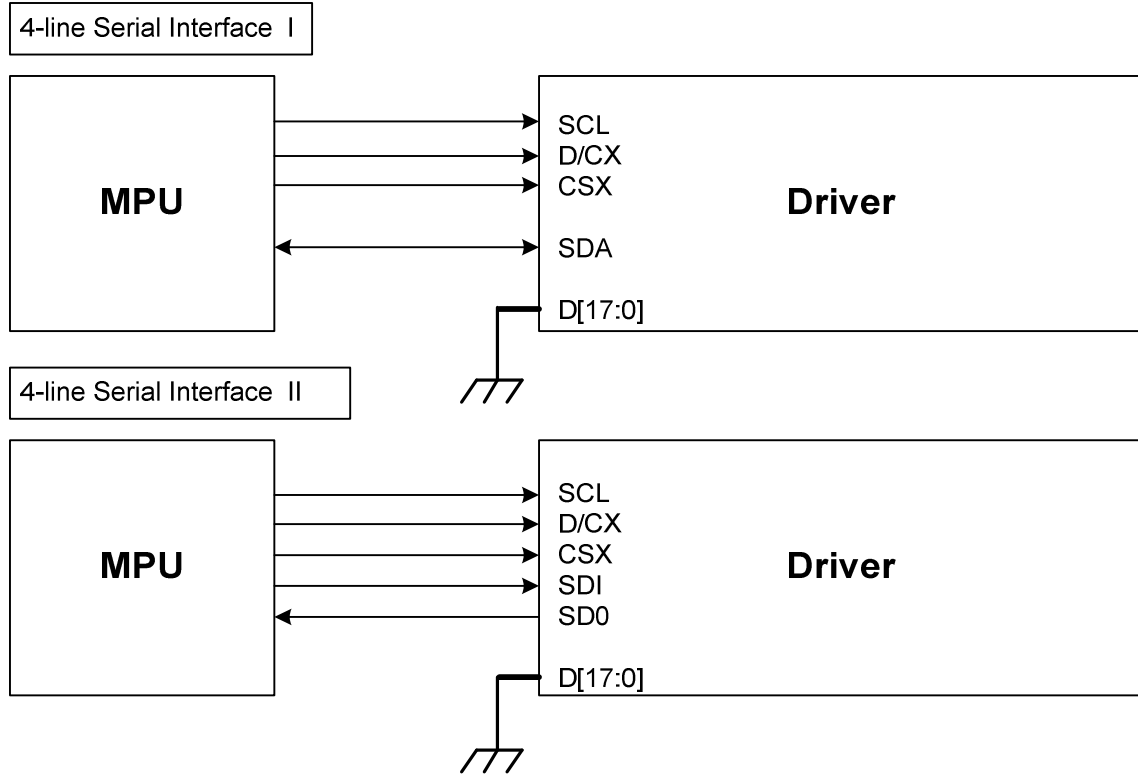 4-line Serial Interface I
MPU
SCL
D/CX
CSX
SDA
D[17:0]
Driver
4-line Serial Interface II
MPU
SCL
D/CX
CSX
SDI
SD0
D[17:0]
Driver